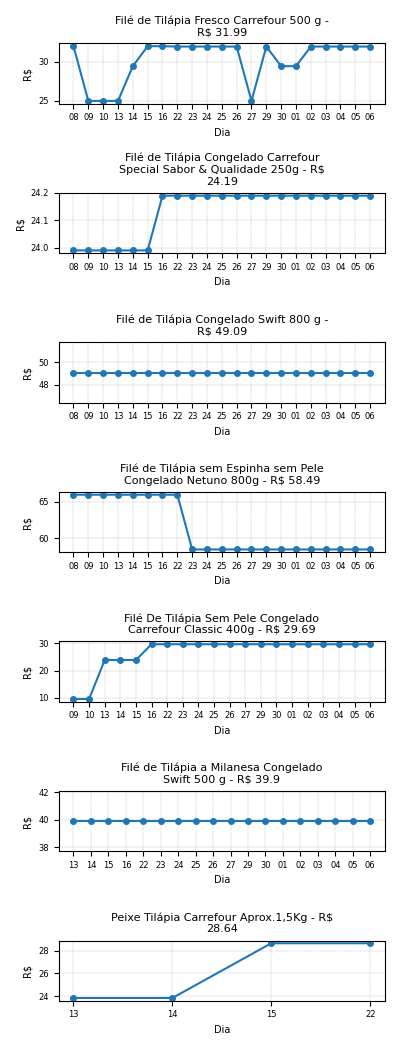 Filé de Tilápia Fresco Carrefour 500 g -
R$ 31.99
30
25
R$
08 09 10 13 14 15 16 22 23 24 25 26 27 29 30 01 02 03 04 05 06
Dia
Filé de Tilápia Congelado Carrefour
Special Sabor & Qualidade 250g - R$
24.19
24.2
24.1
24.0
R$
08 09 10 13 14 15 16 22 23 24 25 26 27 29 30 01 02 03 04 05 06
Dia
Filé de Tilápia Congelado Swift 800 g -
R$ 49.09
50
48
R$
08 09 10 13 14 15 16 22 23 24 25 26 27 29 30 01 02 03 04 05 06
Dia
Filé de Tilápia sem Espinha sem Pele
Congelado Netuno 800g - R$ 58.49
65
60
R$
08 09 10 13 14 15 16 22 23 24 25 26 27 29 30 01 02 03 04 05 06
Dia
Filé De Tilápia Sem Pele Congelado
Carrefour Classic 400g - R$ 29.69
30
20
10
R$
09 10 13 14 15 16 22 23 24 25 26 27 29 30 01 02 03 04 05 06
Dia
Filé de Tilápia a Milanesa Congelado
Swift 500 g - R$ 39.9
42
40
38
R$
13 14 15 16 22 23 24 25 26 27 29 30 01 02 03 04 05 06
Dia
Peixe Tilápia Carrefour Aprox.1,5Kg - R$
28.64
28
26
24
R$
13 14 15 22
Dia